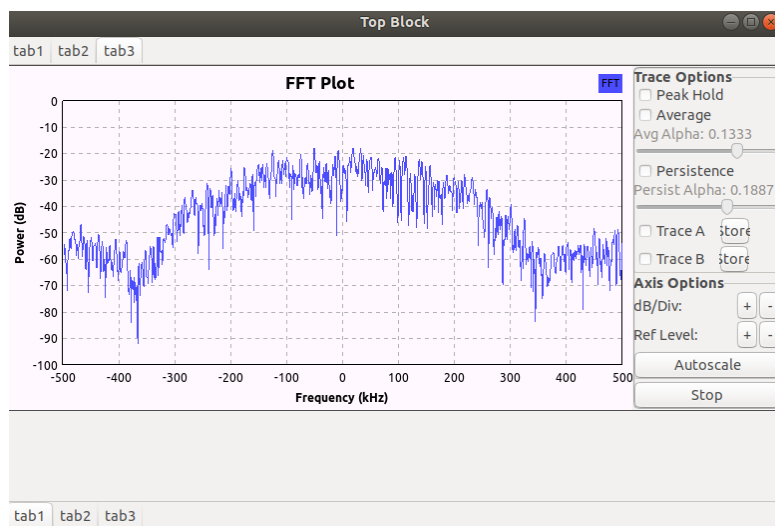 Top Block
tab1 tab2 tab3
FFT Plot
FFT
0
-10
-20
-30
-40
-50
-60
-70
-80
-90
-100
Power (dB)
-500 -400 -300 -200 -100 0 100 200 300 400 500
Frequency (kHz)
Trace Options
Peak Hold
Average
Avg Alpha: 0.1333
Persistence
Persist Alpha: 0.1887
Trace A Store
Trace B Store
Axis Options
dB/Div: + -
Ref Level: + -
Autoscale
Stop
tab1 tab2 tab3